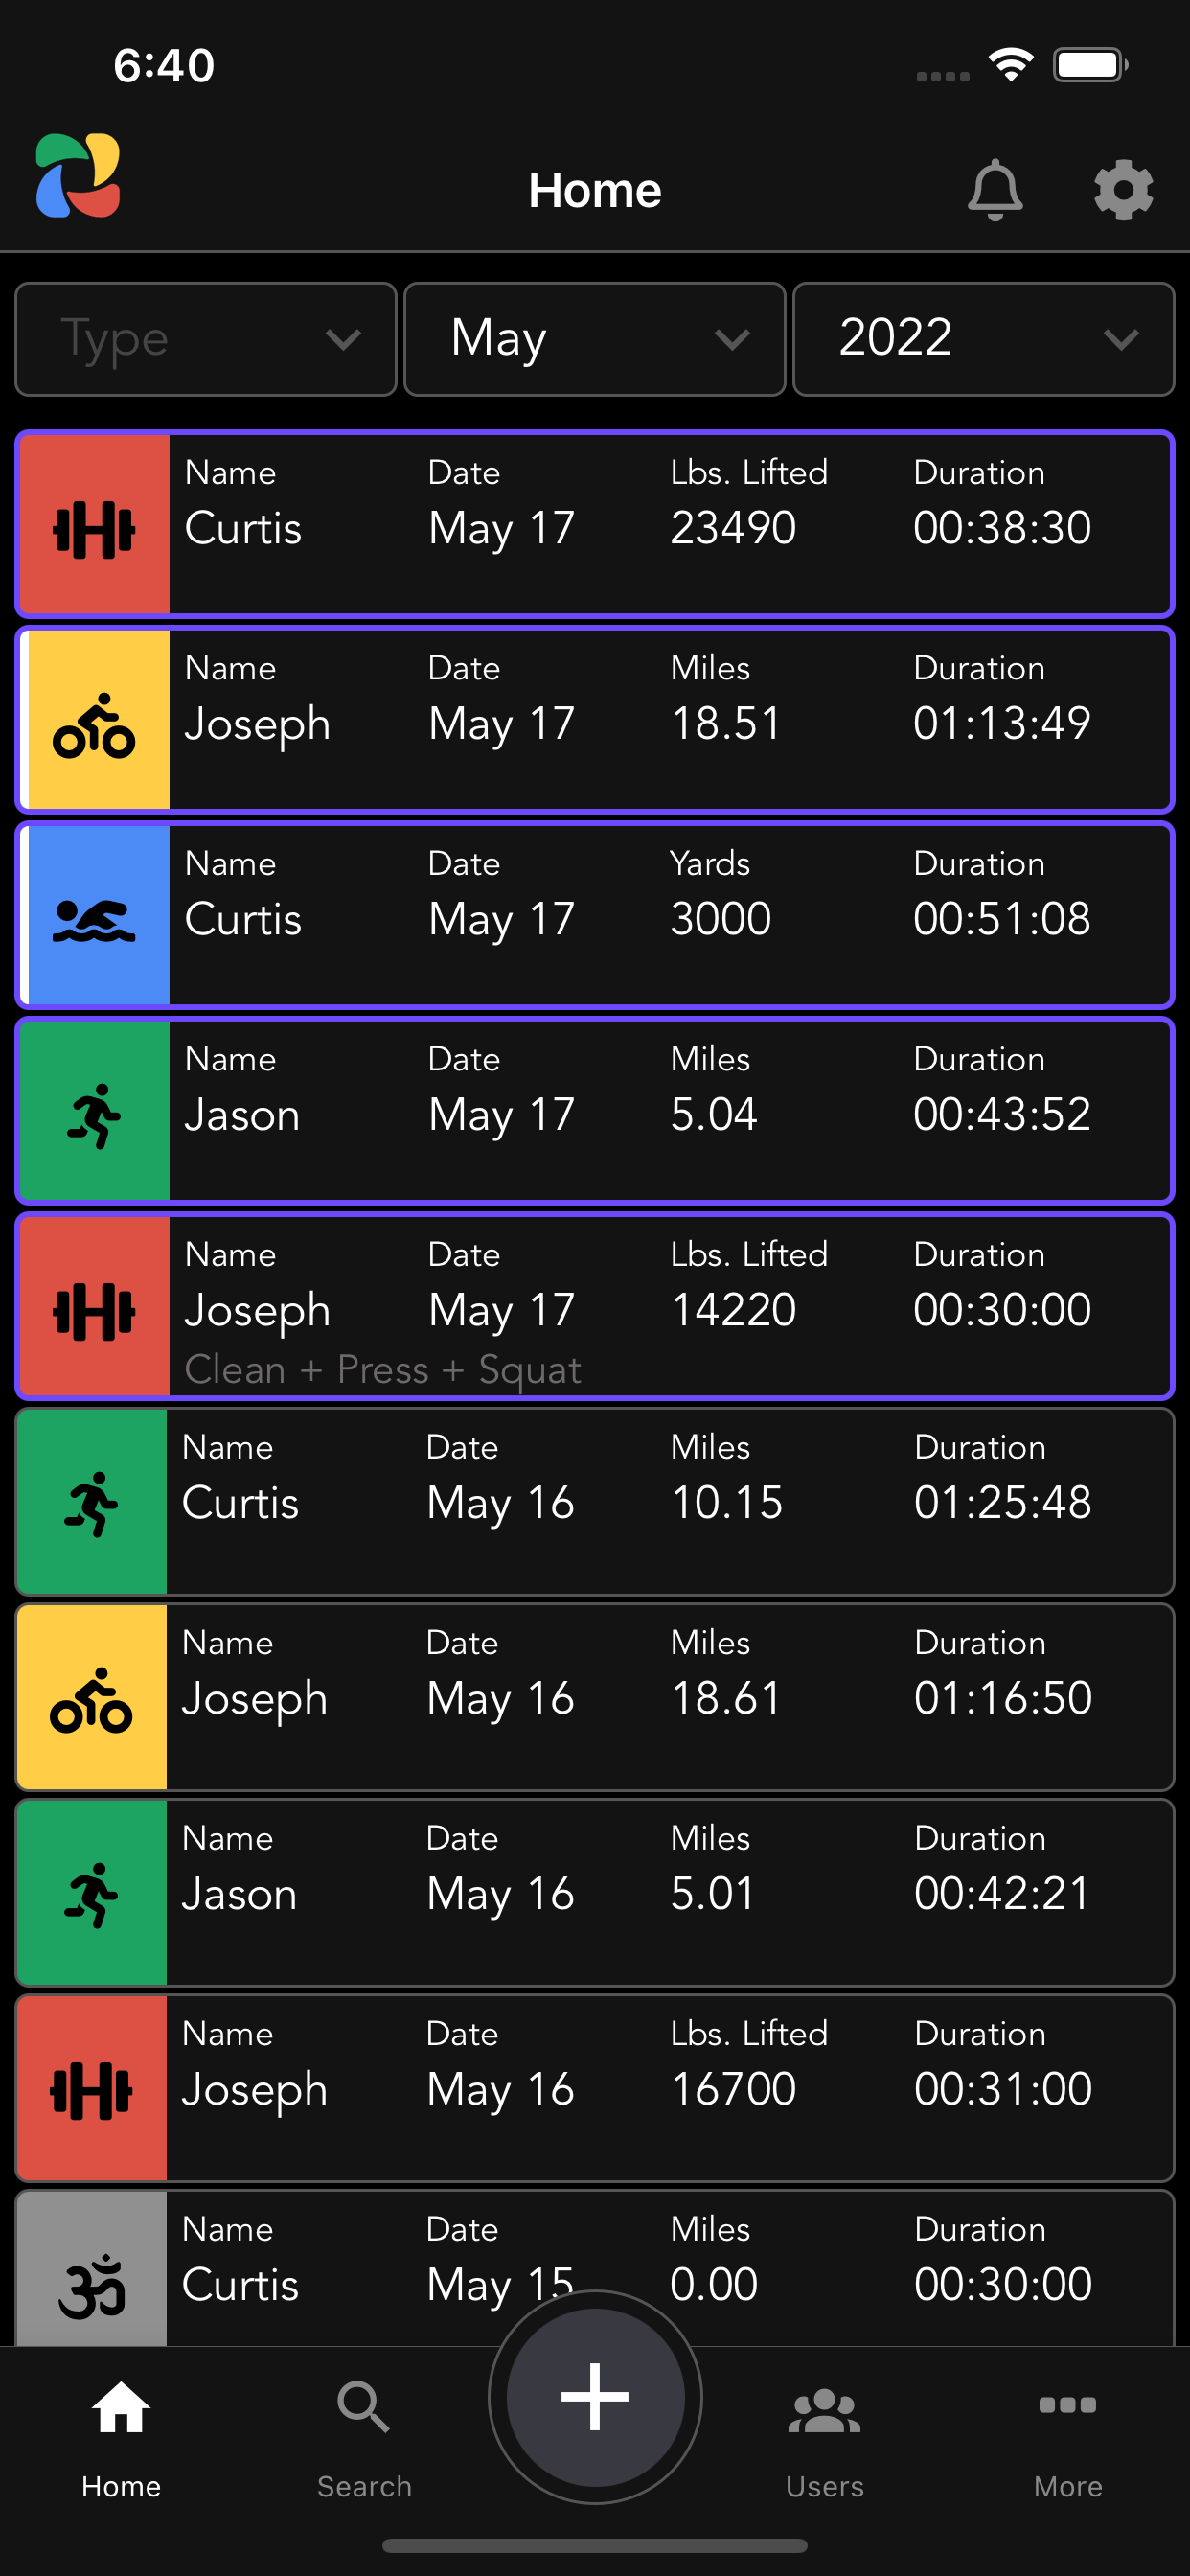 6:40
Home
Type May 2022
Name Date Lbs. Lifted Duration
Curtis May 17 23490 00:38:30
Name Date Miles Duration
Joseph May 17 18.51 01:13:49
Name Date Yards Duration
Curtis May 17 3000 00:51:08
Name Date Miles Duration
Jason May 17 5.04 00:43:52
Name Date Lbs. Lifted Duration
Joseph May 17 14220 00:30:00
Clean + Press + Squat
Name Date Miles Duration
Curtis May 16 10.15 01:25:48
Name Date Miles Duration
Joseph May 16 18.61 01:16:50
Name Date Miles Duration
Jason May 16 5.01 00:42:21
Name Date Lbs. Lifted Duration
Joseph May 16 16700 00:31:00
Name Date Miles Duration
Curtis May 15 0.00 00:30:00
Home Search Users More